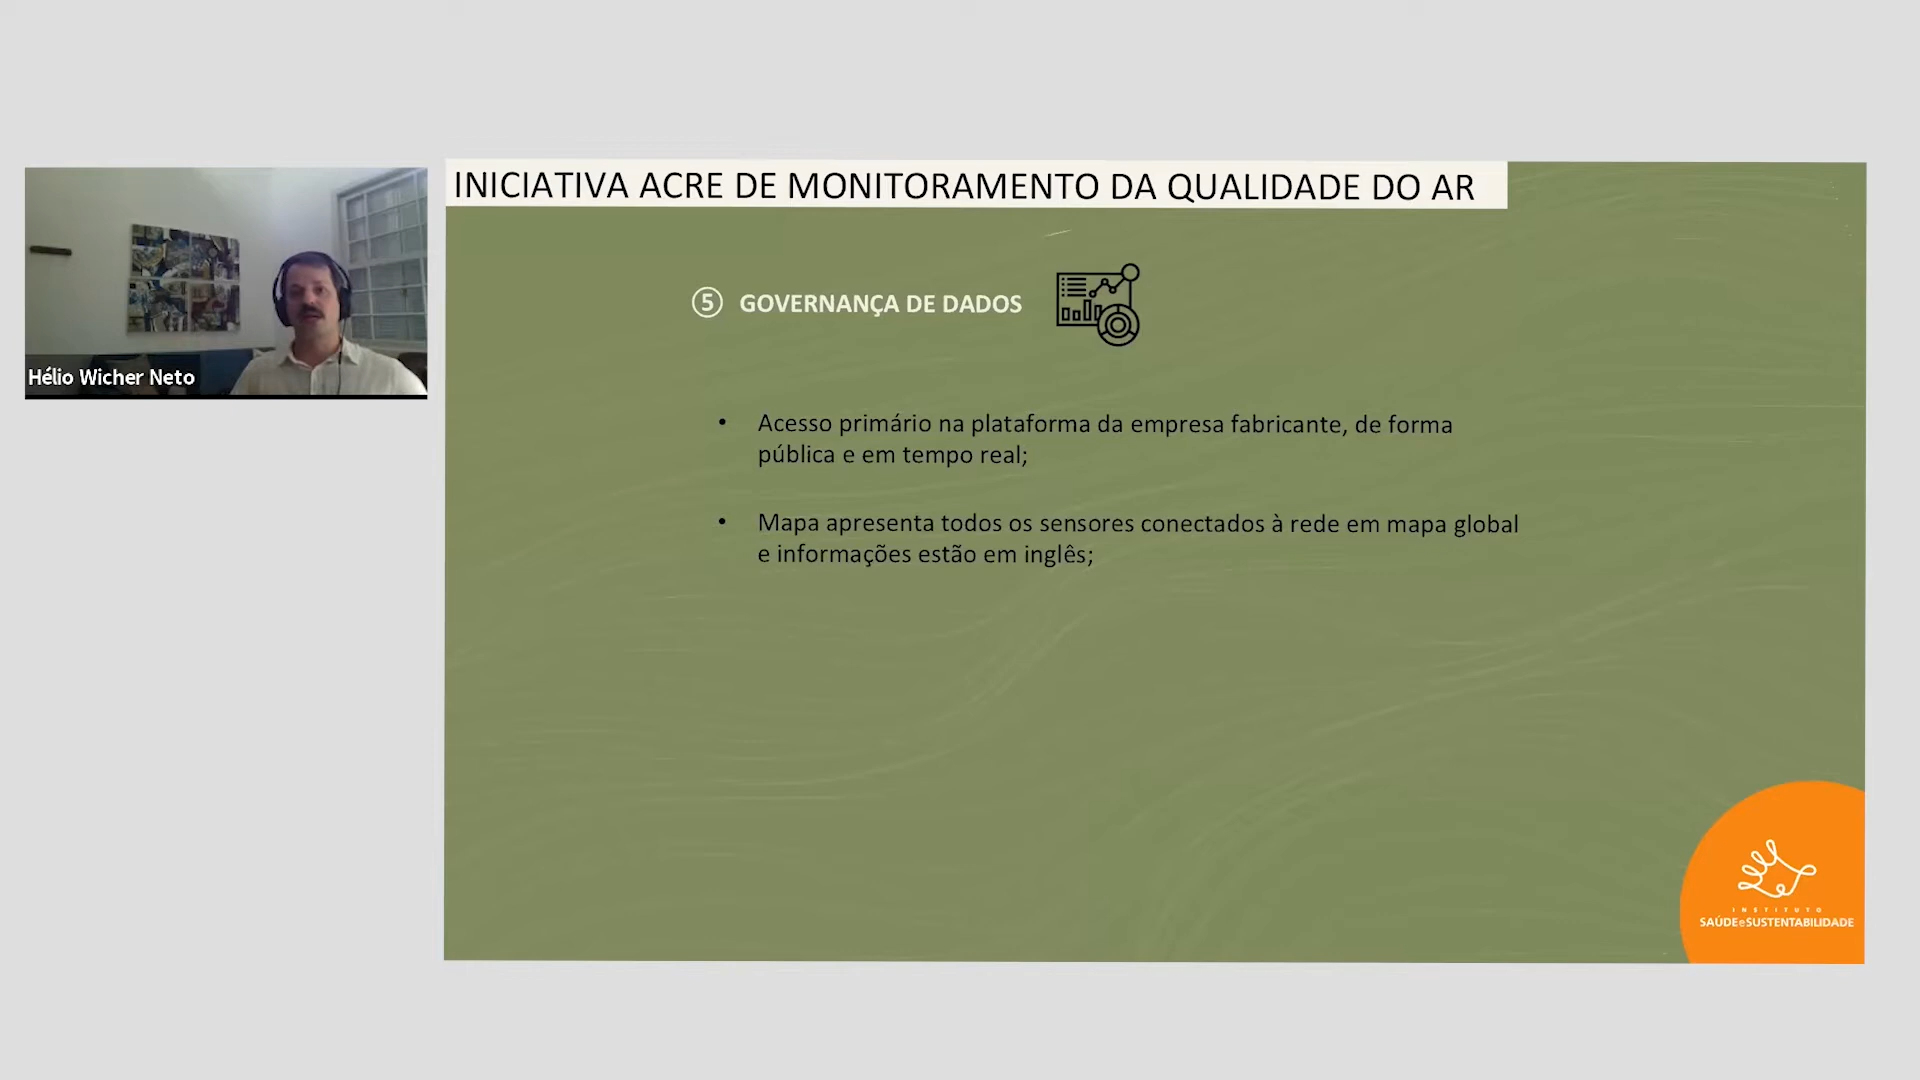 INICIATIVA ACRE DE MONITORAMENTO DA QUALIDADE DO AR
5 GOVERNANÇA DE DADOS
Hélio Wicher Neto
• Acesso primário na plataforma da empresa fabricante, de forma
pública e em tempo real;
• Mapa apresenta todos os sensores conectados à rede em mapa global
e informações estão em inglês;
INSTITUTO
SAÚDEeSUSTENTABILIDADE